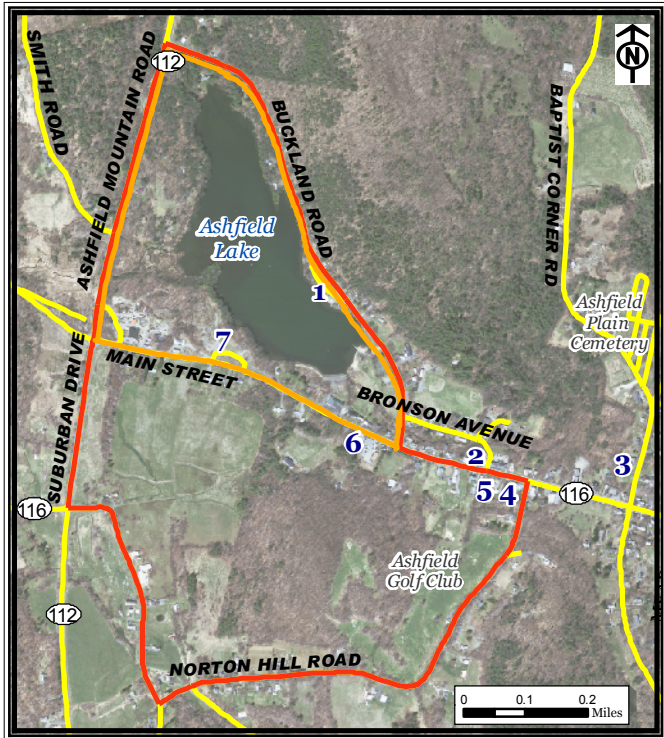 SMITH ROAD
ASHFIELD MOUNTAIN ROAD
112
N
BUCKLAND ROAD
BAPTIST CORNER RD
Ashfield
Lake
1
Ashfield
Plain
Cemetery
7
MAIN STREET
SUBURBAN DRIVE
BRONSON AVENUE
6
2
3
5 4
116
116
Ashfield
Golf Club
112
NORTON HILL ROAD
0 0.1 0.2
Miles